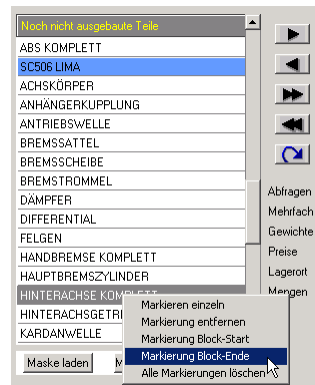 Noch nicht ausgebaute Teile
ABS KOMPLETT
SC506 LIMA
ACHSKÖRPER
ANHÄNGERKUPPLUNG
ANTRIEBSWELLE
BREMSSATTEL
BREMSSCHEIBE
BREMSTROMMEL
DÄMPFER
DIFFERENTIAL
FELGEN
HANDBREMSE KOMPLETT
HAUPTBREMSZYLINDER
HINTERACHSE KOMPLETT
HINTERACHSGETRI
KARDANWELLE
Abfragen
Mehrfach
Gewichte
Preise
Lagerort
Mengen
Markieren einzeln
Markierung entfernen
Markierung Block-Start
Markierung Block-Ende
Alle Markierungen löschen
Maske laden
M